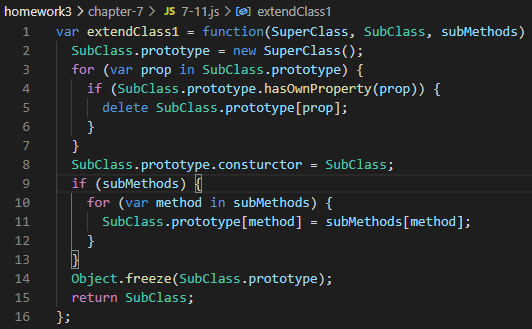 homework3 > chapter-7 > JS 7-11.js > extendClass1
1 var extendClass1 = function(SuperClass, SubClass, subMethods)
2   SubClass.prototype = new SuperClass();
3   for (var prop in SubClass.prototype) {
4     if (SubClass.prototype.hasOwnProperty(prop)) {
5       delete SubClass.prototype[prop];
6     }
7   }
8   SubClass.prototype.consturctor = SubClass;
9   if (subMethods) {
10     for (var method in subMethods) {
11       SubClass.prototype[method] = subMethods[method];
12     }
13   }
14   Object.freeze(SubClass.prototype);
15   return SubClass;
16 };